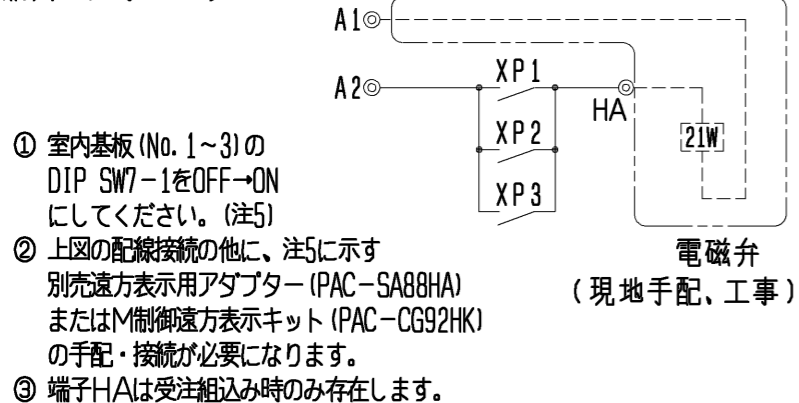 A1
XP1
A2
HA
XP2
21W
XP3
① 室内基板(No. 1~3)の
DIP SW7-1をOFF→ON
にしてください。(注5)
② 上図の配線接続の他に、注5に示す
別売遠方表示用アダプター(PAC-SA88HA)
またはM制御遠方表示キット(PAC-CG92HK)
の手配・接続が必要になります。
③ 端子HAは受注組込み時のみ存在します。
電磁弁
(現地手配、工事)